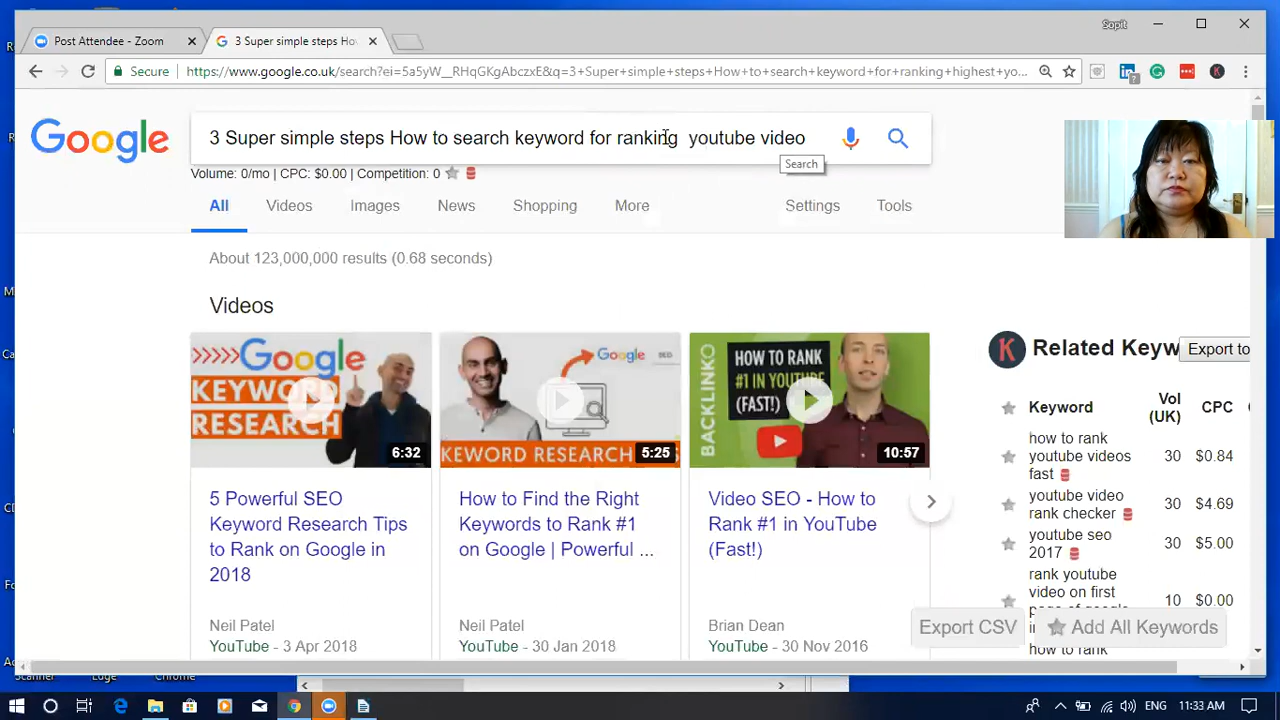 Sopit
Post Attendee - Zoom
3 Super simple steps Ho
Secure
https://www.google.co.uk/search?ei=5a5yW__RHqGKgAbczxE&q=3+Super+simple+steps+How+to+search+keyword+for+ranking+highest+yo...
Google
3 Super simple steps How to search keyword for ranking youtube video
Search
Volume: 0/mo | CPC: $0.00 | Competition: 0
All
Videos
Images
News
Shopping
More
Settings
Tools
About 123,000,000 results (0.68 seconds)
Videos
Google
KEYWORD
RESEARCH
6:32
Google
SEO
KEWORD RESEARCH
5:25
BACKLINKO
HOW TO RANK
#1 IN YOUTUBE
(FAST!)
10:57
5 Powerful SEO
Keyword Research Tips
to Rank on Google in
2018
Neil Patel
YouTube - 3 Apr 2018
How to Find the Right
Keywords to Rank #1
on Google | Powerful ...
Neil Patel
YouTube - 30 Jan 2018
Video SEO - How to
Rank #1 in YouTube
(Fast!)
Brian Dean
YouTube - 30 Nov 2016
K
Related Keyw
Export to
Keyword
Vol
(UK)
CPC
how to rank
youtube videos
fast
30
$0.84
youtube video
rank checker
30
$4.69
youtube seo
2017
30
$5.00
rank youtube
video on first
page of google
10
$0.00
how to rank
Export CSV
Add All Keywords
Scanner
Edge
Chrome
ENG
11:33 AM